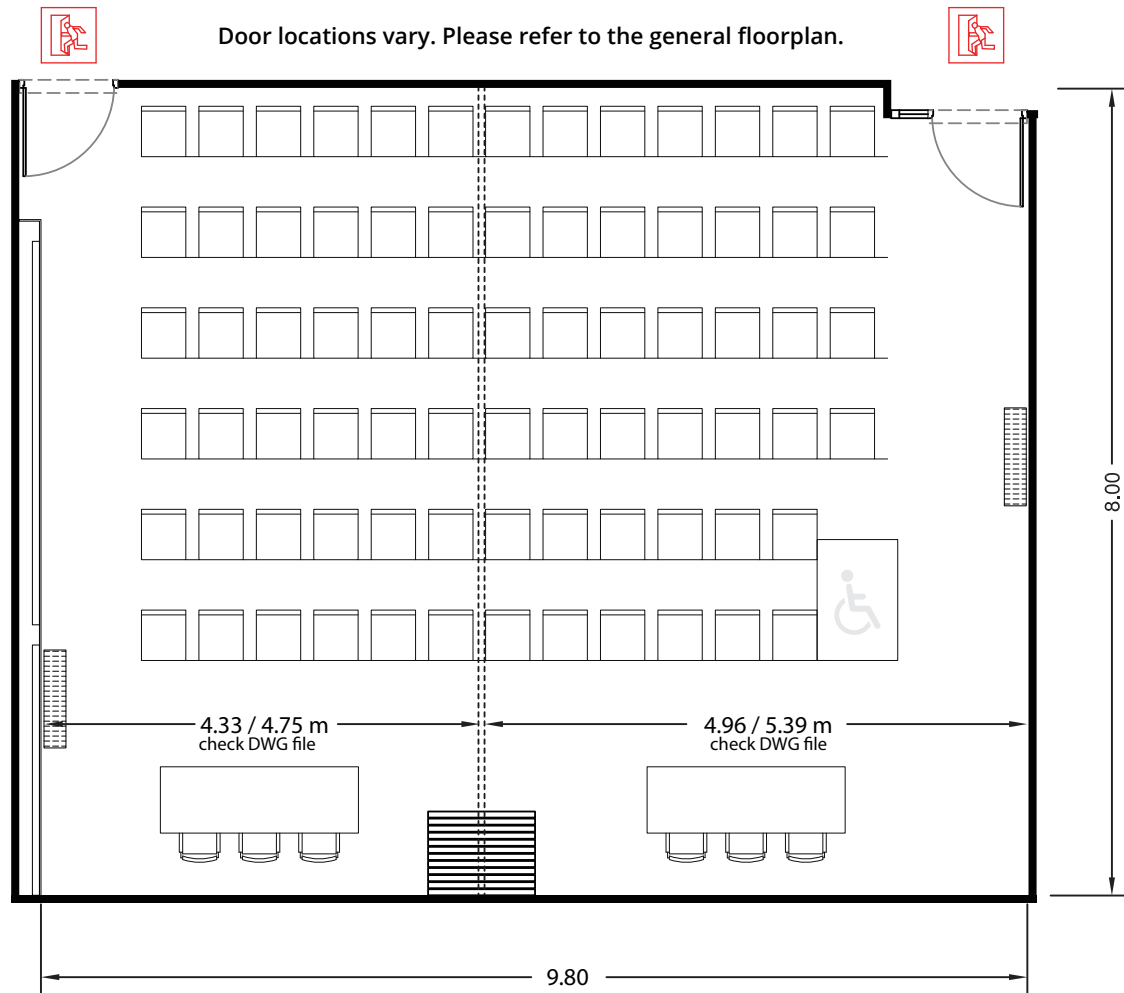 Door locations vary. Please refer to the general floorplan.
8.00
4.33 / 4.75 m
check DWG file
4.96 / 5.39 m
check DWG file
9.80